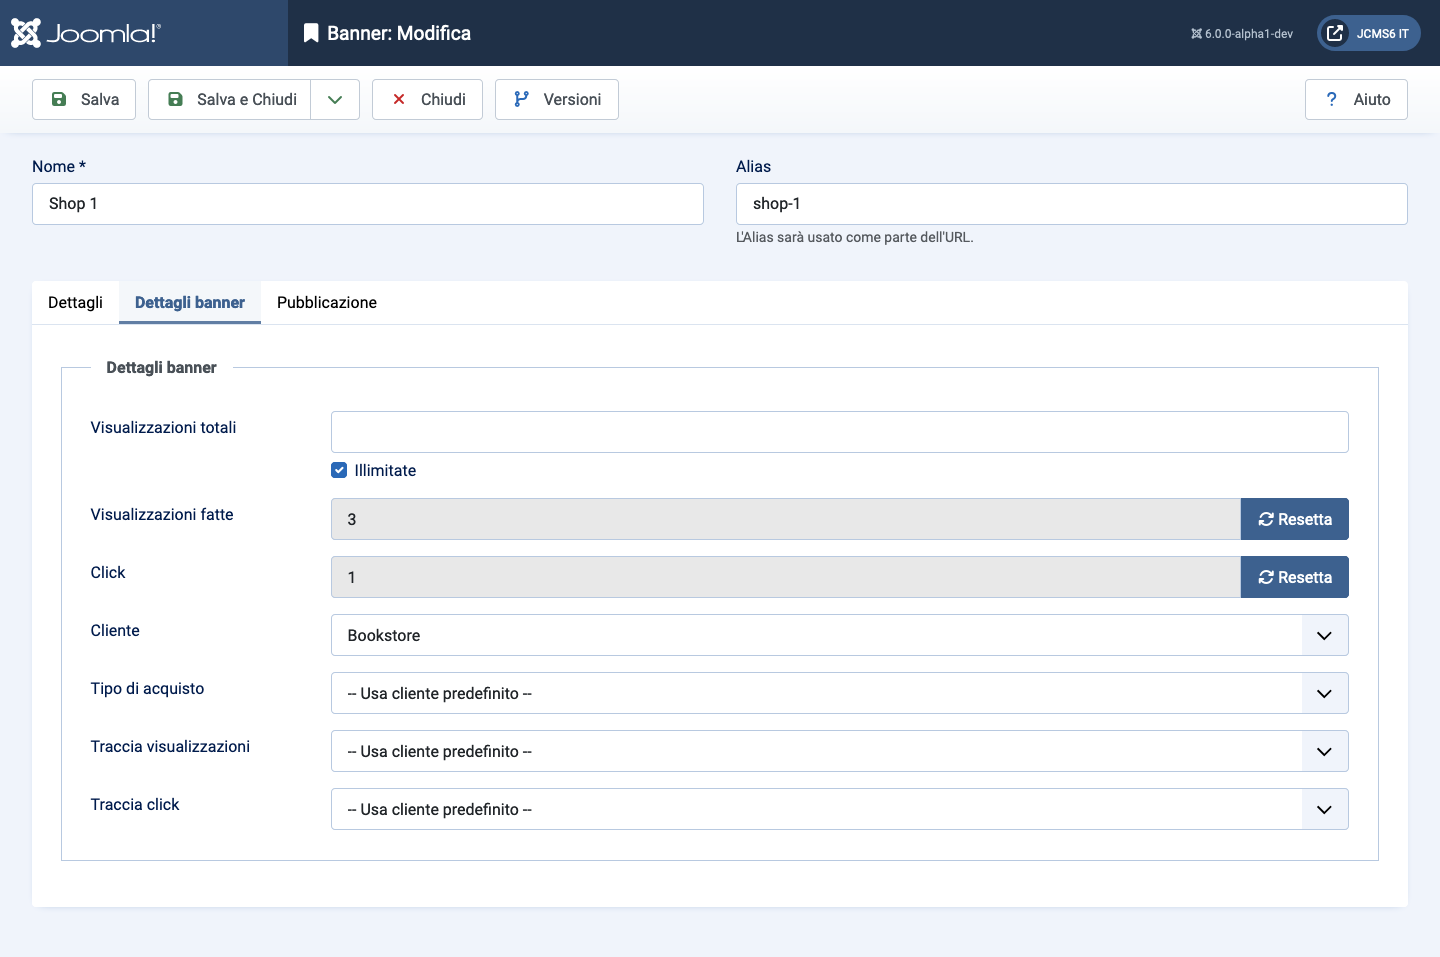 Joomla!®
Banner: Modifica
6.0.0-alpha1-dev
JCMS6 IT
Salva
Salva e Chiudi
Chiudi
Versioni
? Aiuto
Nome *
Shop 1
Alias
shop-1
L'Alias sarà usato come parte dell'URL.
Dettagli
Dettagli banner
Pubblicazione
Dettagli banner
Visualizzazioni totali
Illimitate
Visualizzazioni fatte
3
Resetta
Click
1
Resetta
Cliente
Bookstore
Tipo di acquisto
-- Usa cliente predefinito --
Traccia visualizzazioni
-- Usa cliente predefinito --
Traccia click
-- Usa cliente predefinito --